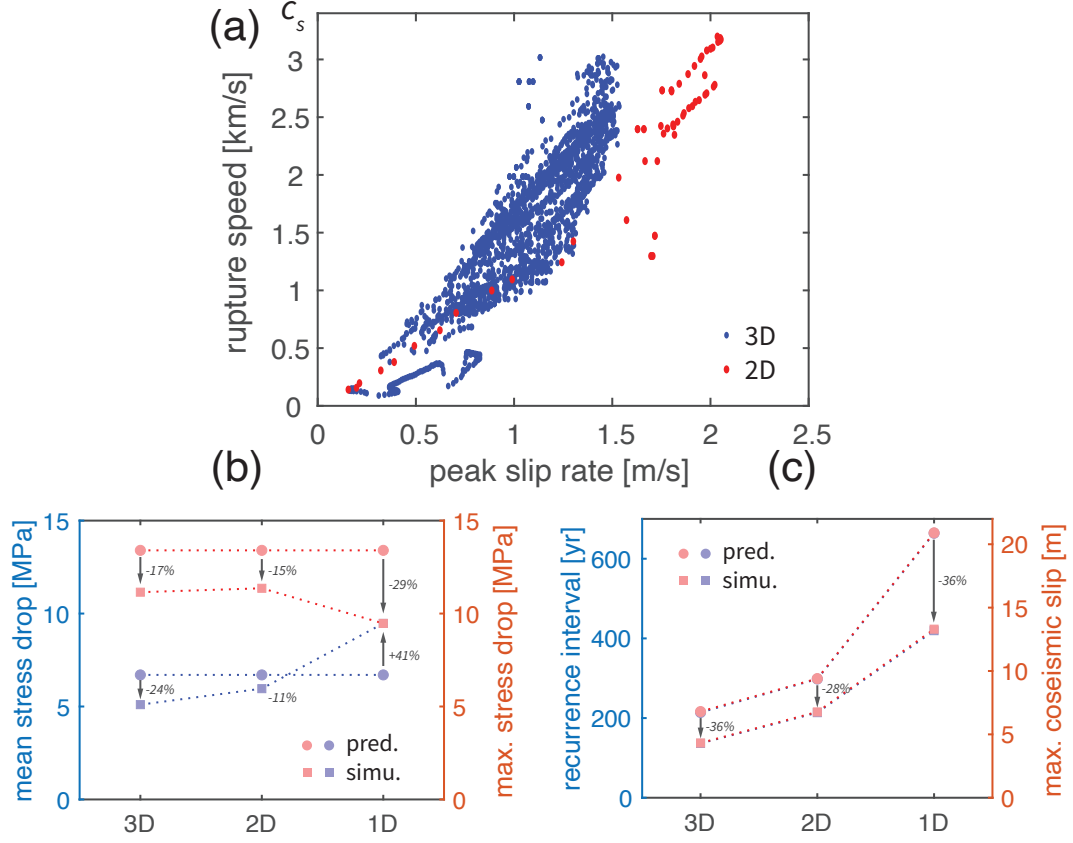 (a)
Cs
rupture speed [km/s]
3
2.5
2
1.5
1
0.5
0
3D
2D
0
0.5
1
1.5
2
2.5
peak slip rate [m/s]
(b)
mean stress drop [MPa]
15
10
5
0
-17%
-15%
-29%
+41%
-24%
-11%
pred.
simu.
3D
2D
1D
15
10
5
0
max. stress drop [MPa]
(c)
recurrence interval [yr]
600
400
200
0
pred.
simu.
-36%
-28%
-36%
3D
2D
1D
20
15
10
5
0
max. coseismic slip [m]